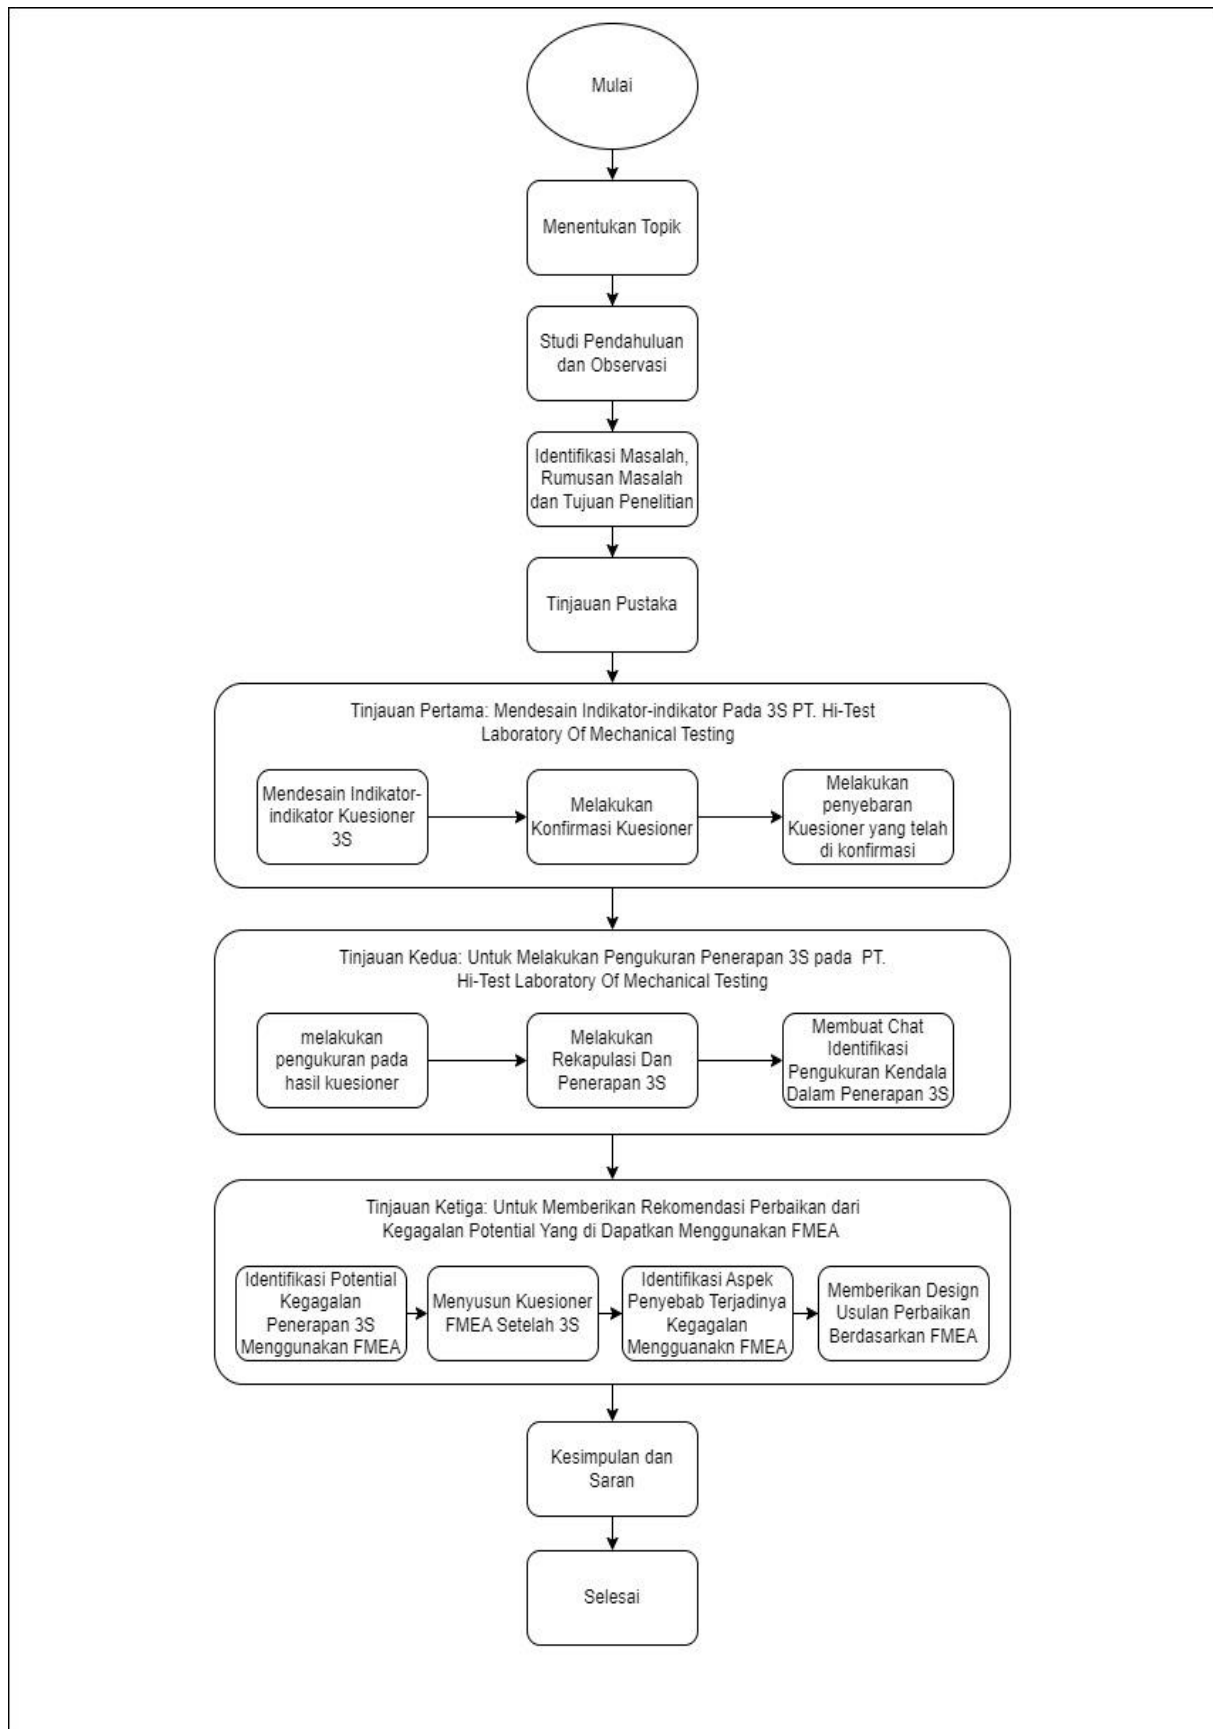 Mulai
Menentukan Topik
Studi Pendahuluan
dan Observasi
Identifikasi Masalah,
Rumusan Masalah
dan Tujuan Penelitian
Tinjauan Pustaka
Tinjauan Pertama: Mendesain Indikator-indikator Pada 3S PT. Hi-Test
Laboratory Of Mechanical Testing
Mendesain Indikator-
indikator Kuesioner
3S
Melakukan
Konfirmasi Kuesioner
Melakukan
penyebaran
Kuesioner yang telah
di konfirmasi
Tinjauan Kedua: Untuk Melakukan Pengukuran Penerapan 3S pada PT.
Hi-Test Laboratory Of Mechanical Testing
melakukan
pengukuran pada
hasil kuesioner
Melakukan
Rekapulasi Dan
Penerapan 3S
Membuat Chat
Identifikasi
Pengukuran Kendala
Dalam Penerapan 3S
Tinjauan Ketiga: Untuk Memberikan Rekomendasi Perbaikan dari
Kegagalan Potential Yang di Dapatkan Menggunakan FMEA
Identifikasi Potential
Kegagalan
Penerapan 3S
Menggunakan FMEA
Menyusun Kuesioner
FMEA Setelah 3S
Identifikasi Aspek
Penyebab Terjadinya
Kegagalan
Mengguanakn FMEA
Memberikan Design
Usulan Perbaikan
Berdasarkan FMEA
Kesimpulan dan
Saran
Selesai